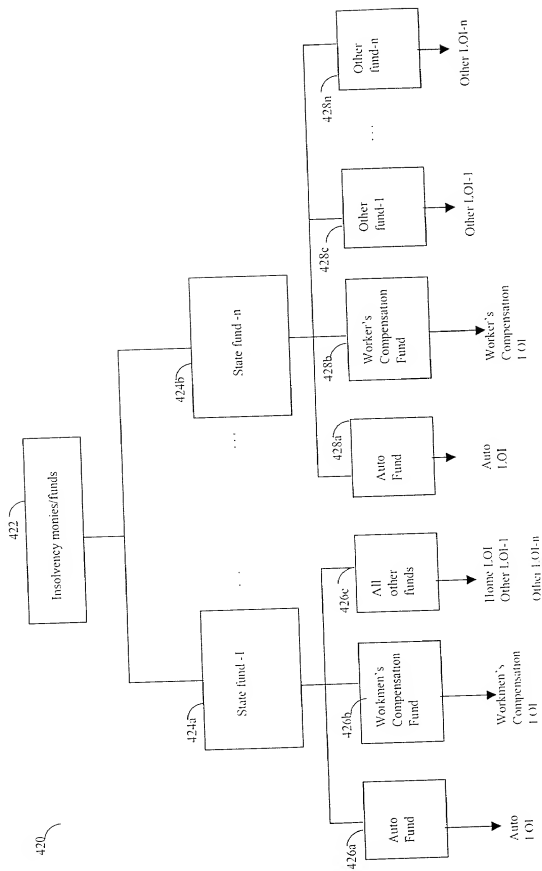 420
422
Insolvency monies/funds
424a
State fund -1
. .
. . .
424b
State fund -n
426a
Auto
Fund
426b
Workmen's
Compensation
Fund
426c
All
other
funds
428a
Auto
Fund
428b
Worker's
Compensation
Fund
428c
Other
fund-1
. . .
428n
Other
fund-n
Auto
LOI
Workmen's
Compensation
LOI
Home LOI
Other LOI-1
Other LOI-n
Auto
LOI
Worker's
Compensation
LOI
Other LOI-1
Other LOI-n